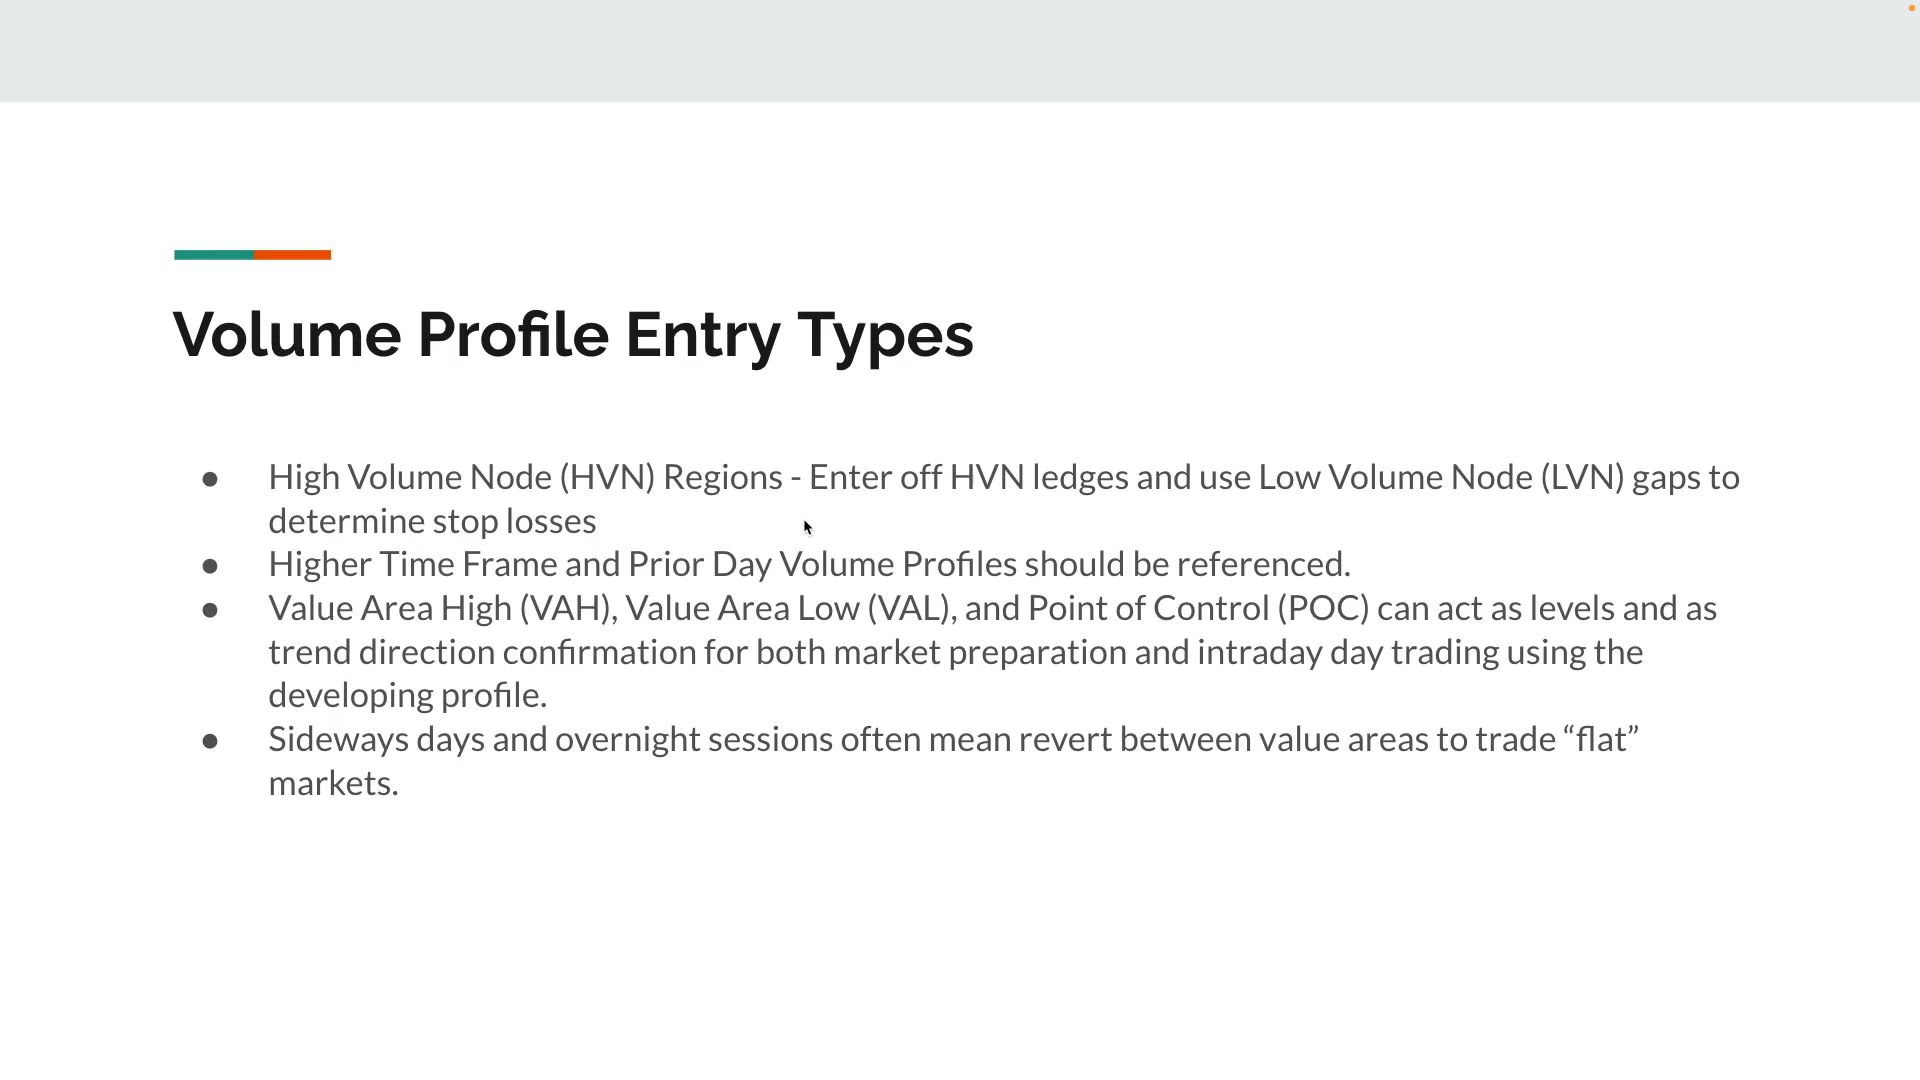 Volume Profile Entry Types
● High Volume Node (HVN) Regions - Enter off HVN ledges and use Low Volume Node (LVN) gaps to
determine stop losses
● Higher Time Frame and Prior Day Volume Profiles should be referenced.
● Value Area High (VAH), Value Area Low (VAL), and Point of Control (POC) can act as levels and as
trend direction confirmation for both market preparation and intraday day trading using the
developing profile.
● Sideways days and overnight sessions often mean revert between value areas to trade “flat”
markets.